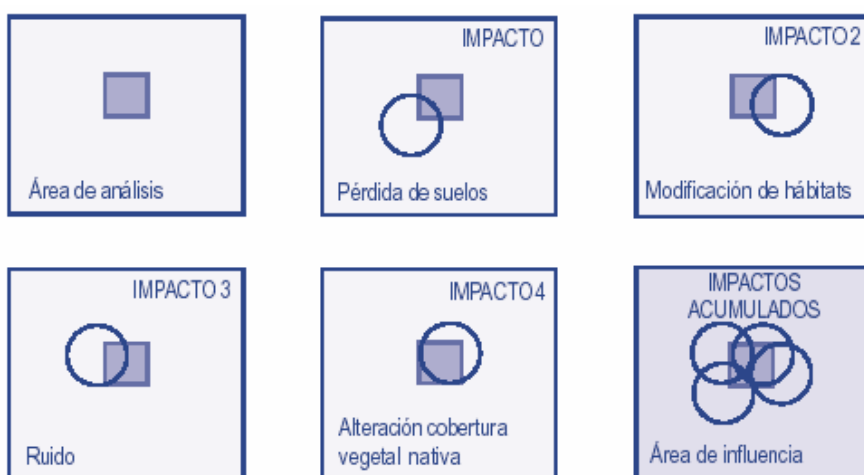 Área de análisis
IMPACTO
Pérdida de suelos
IMPACTO 2
Modificación de hábitats
IMPACTO 3
Ruido
IMPACTO 4
Alteración cobertura
vegetal nativa
IMPACTOS
ACUMULADOS
Área de influencia